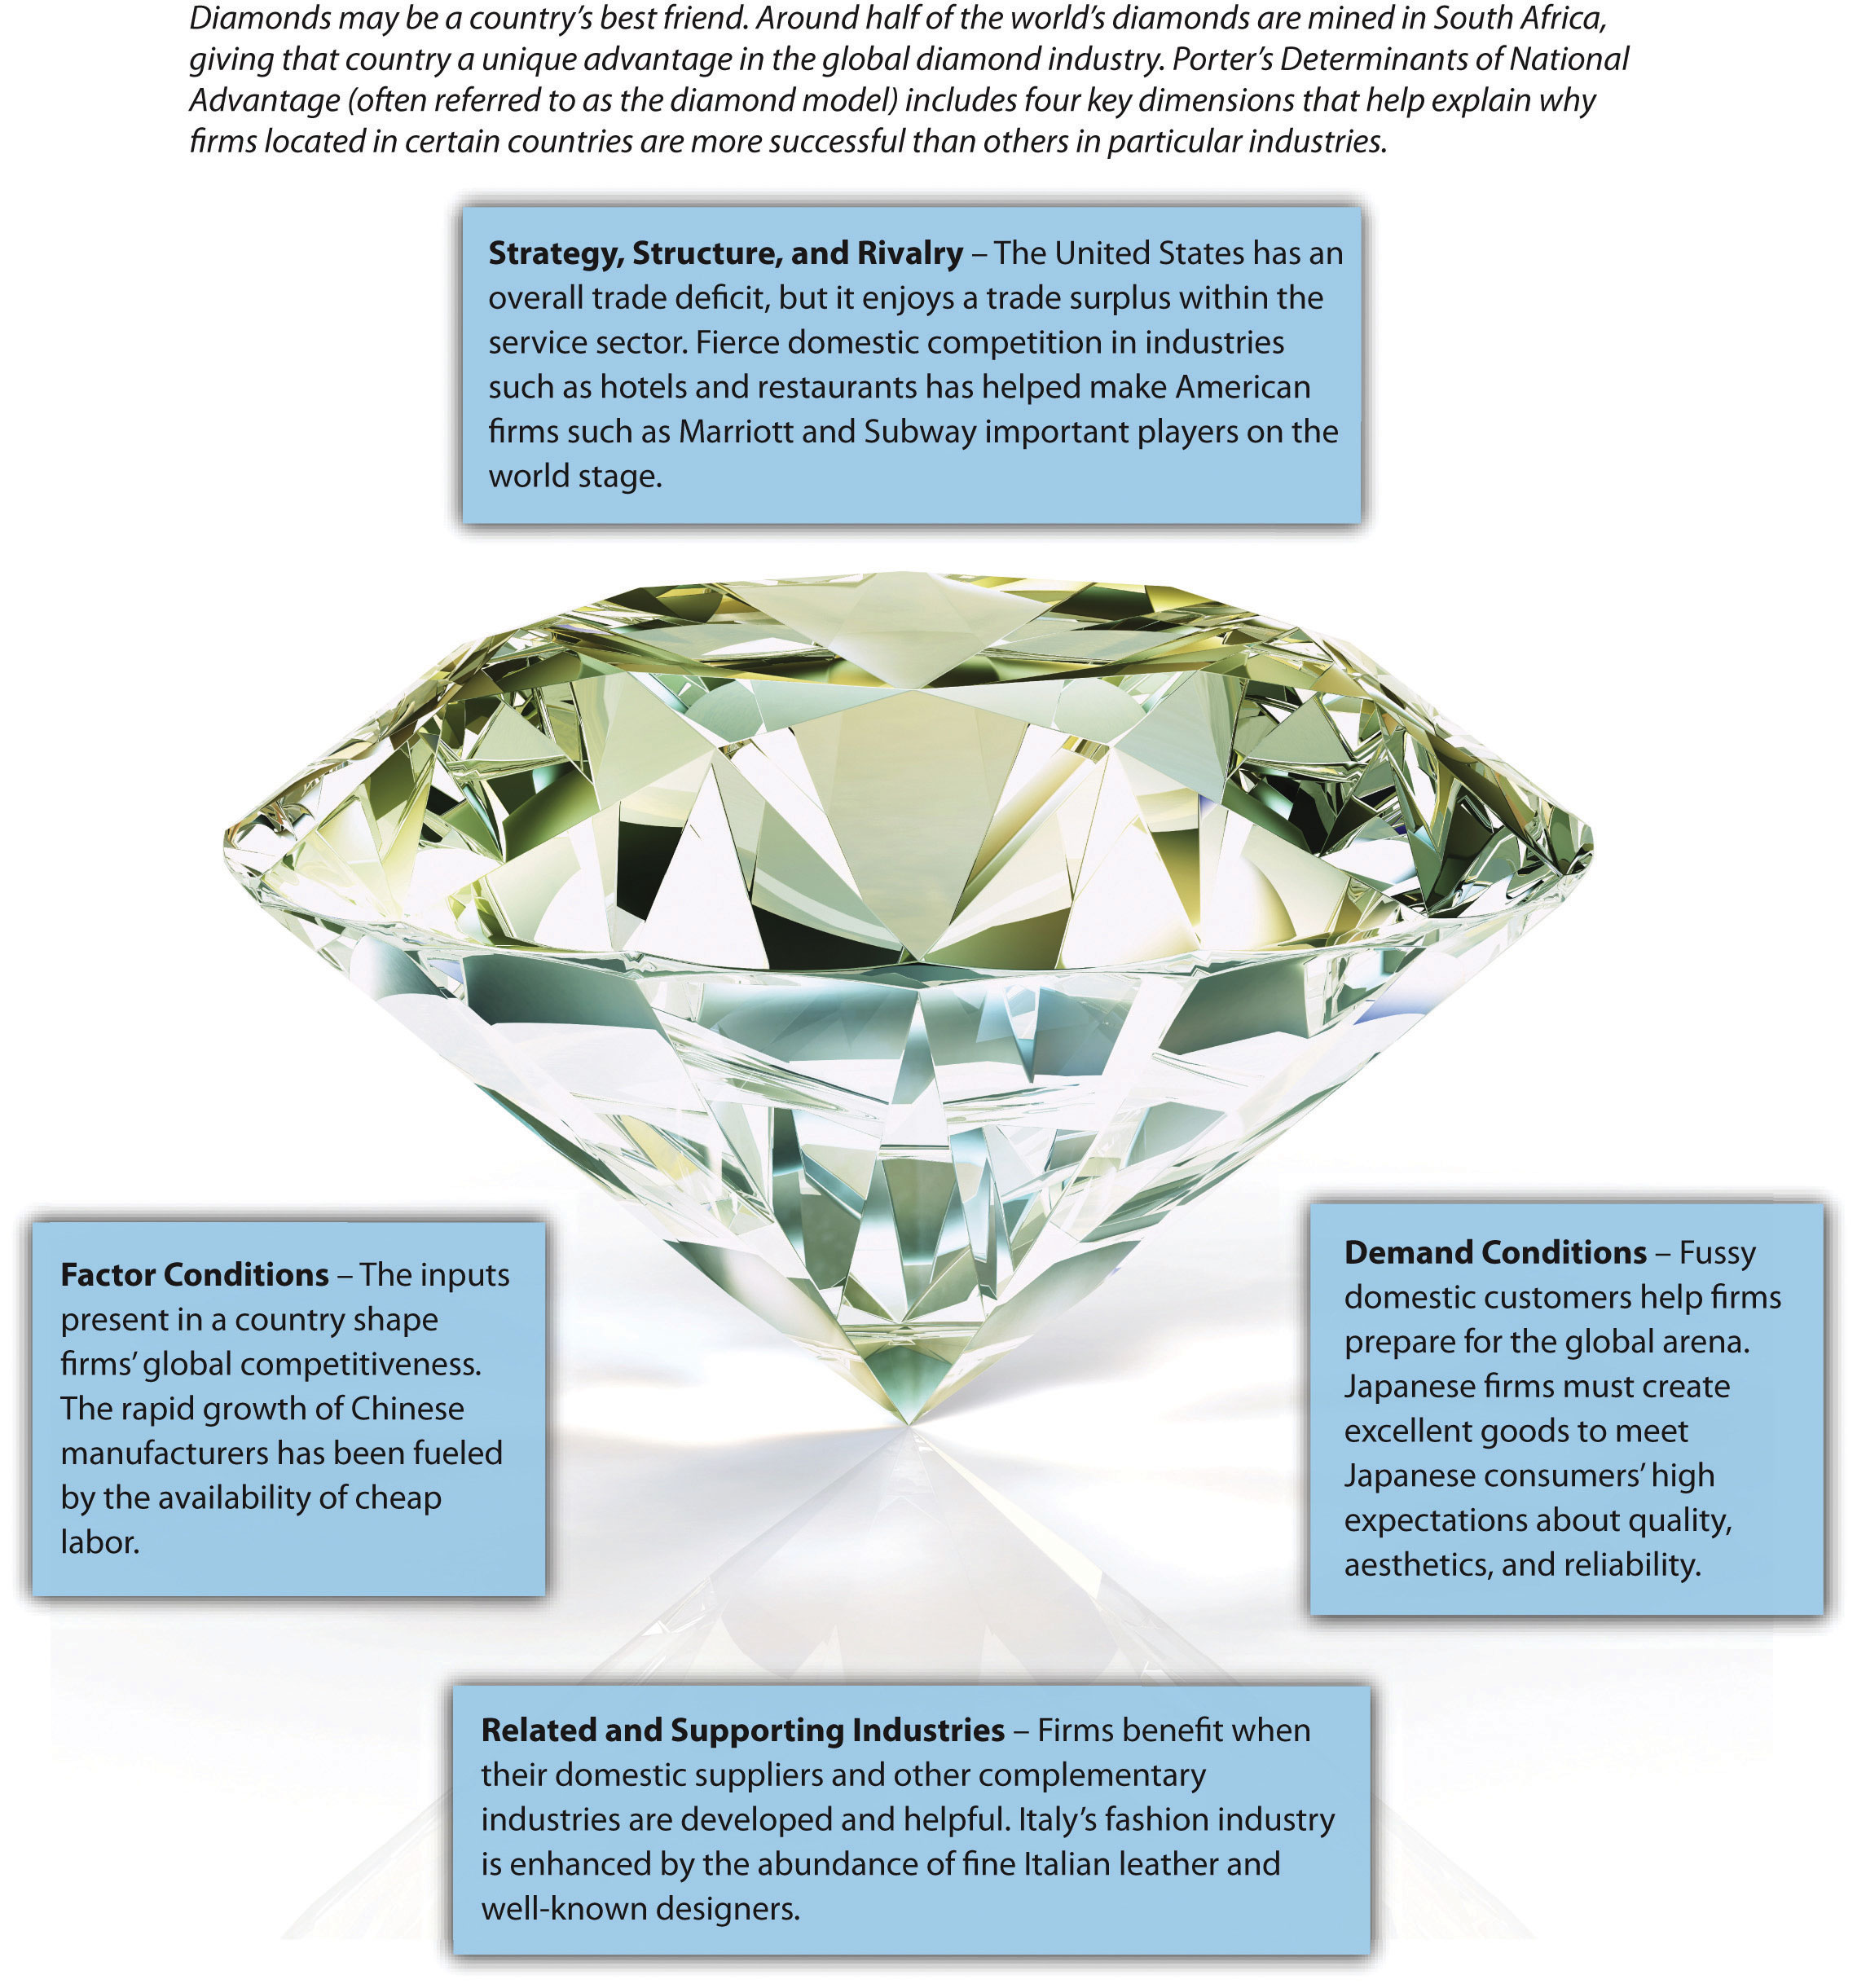 Diamonds may be a country’s best friend. Around half of the world’s diamonds are mined in South Africa,
giving that country a unique advantage in the global diamond industry. Porter’s Determinants of National
Advantage (often referred to as the diamond model) includes four key dimensions that help explain why
firms located in certain countries are more successful than others in particular industries.
Strategy, Structure, and Rivalry – The United States has an
overall trade deficit, but it enjoys a trade surplus within the
service sector. Fierce domestic competition in industries
such as hotels and restaurants has helped make American
firms such as Marriott and Subway important players on the
world stage.
Factor Conditions – The inputs
present in a country shape
firms’ global competitiveness.
The rapid growth of Chinese
manufacturers has been fueled
by the availability of cheap
labor.
Demand Conditions – Fussy
domestic customers help firms
prepare for the global arena.
Japanese firms must create
excellent goods to meet
Japanese consumers’ high
expectations about quality,
aesthetics, and reliability.
Related and Supporting Industries – Firms benefit when
their domestic suppliers and other complementary
industries are developed and helpful. Italy’s fashion industry
is enhanced by the abundance of fine Italian leather and
well-known designers.